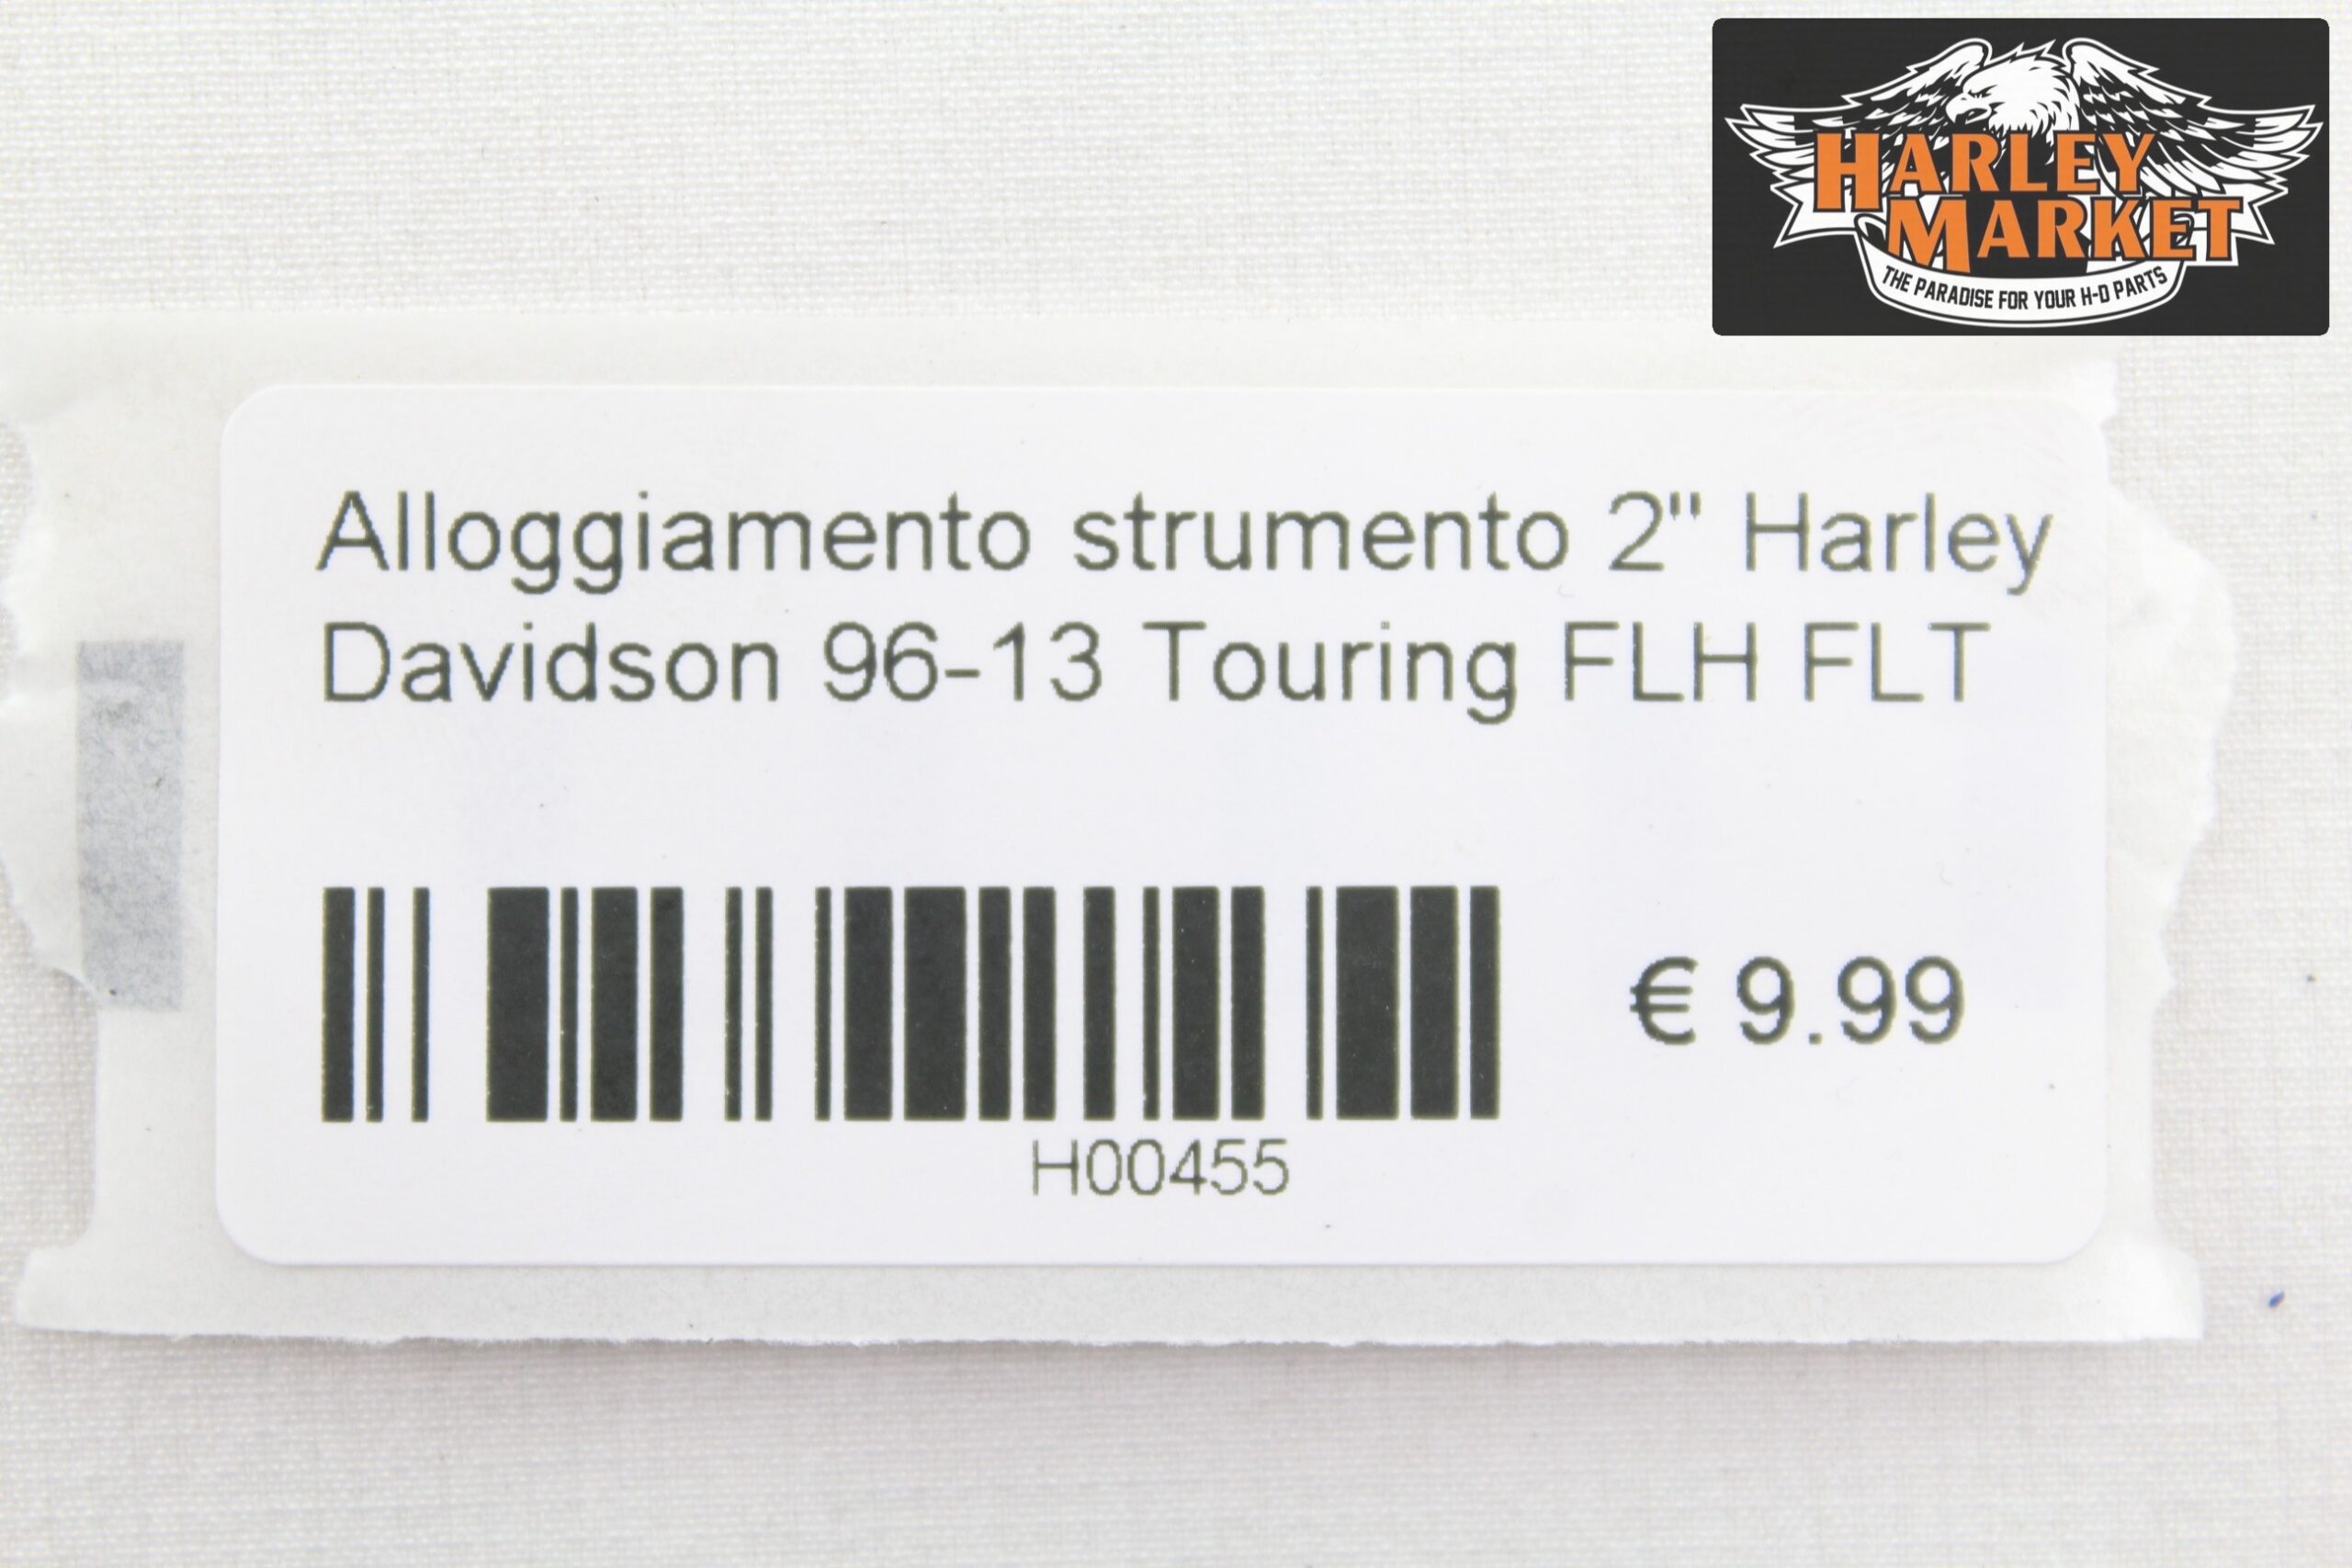 HARLEY
MARKET
THE PARADISE FOR YOUR H-D PARTS
Alloggiamento strumento 2" Harley
Davidson 96-13 Touring FLH FLT
€ 9.99
H00455